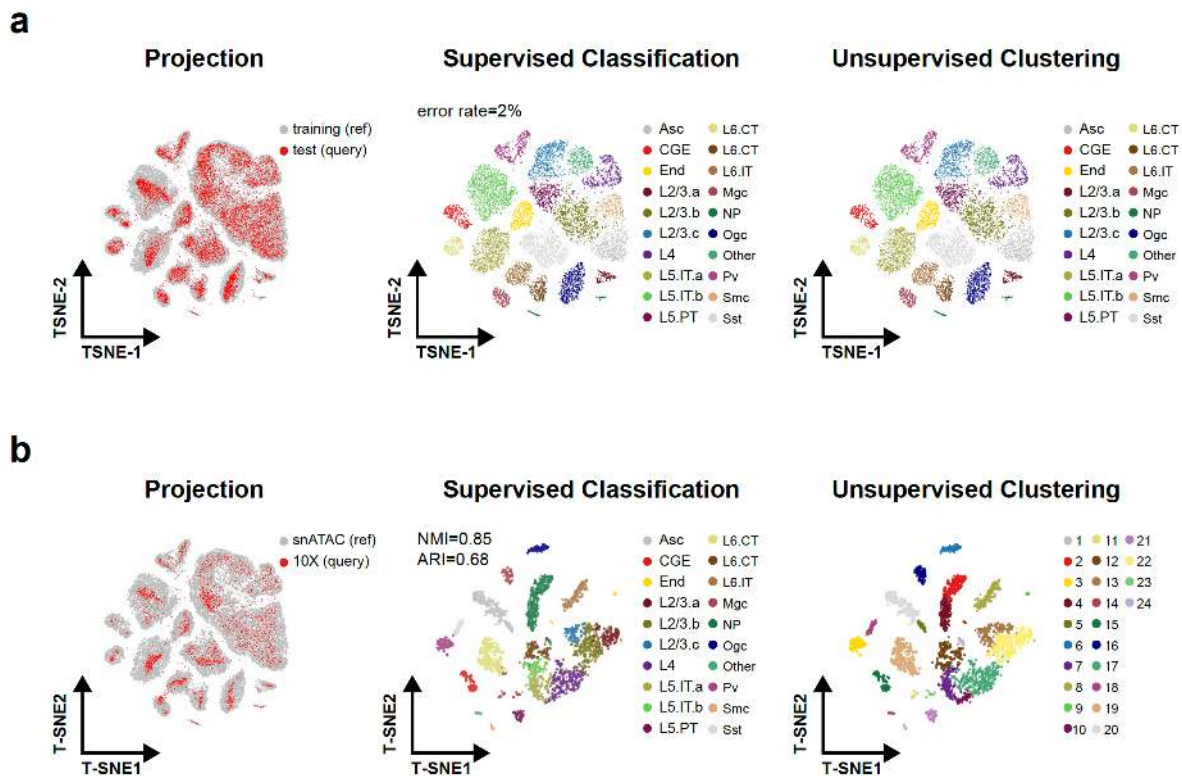 a
Projection
Supervised Classification
Unsupervised Clustering
training (ref)
test (query)
TSNE-2
TSNE-1
error rate=2%
Asc L6.CT
CGE L6.CT
End L6.IT
L2/3.a Mgc
L2/3.b NP
L2/3.c Ogc
L4 Other
L5.IT.a Pv
L5.IT.b Smc
L5.PT Sst
TSNE-2
TSNE-1
Asc L6.CT
CGE L6.CT
End L6.IT
L2/3.a Mgc
L2/3.b NP
L2/3.c Ogc
L4 Other
L5.IT.a Pv
L5.IT.b Smc
L5.PT Sst
TSNE-2
TSNE-1
b
Projection
Supervised Classification
Unsupervised Clustering
snATAC (ref)
10X (query)
T-SNE2
T-SNE1
NMI=0.85
ARI=0.68
Asc L6.CT
CGE L6.CT
End L6.IT
L2/3.a Mgc
L2/3.b NP
L2/3.c Ogc
L4 Other
L5.IT.a Pv
L5.IT.b Smc
L5.PT Sst
T-SNE2
T-SNE1
1 11 21
2 12 22
3 13 23
4 14 24
5 15
6 16
7 17
8 18
9 19
10 20
T-SNE2
T-SNE1